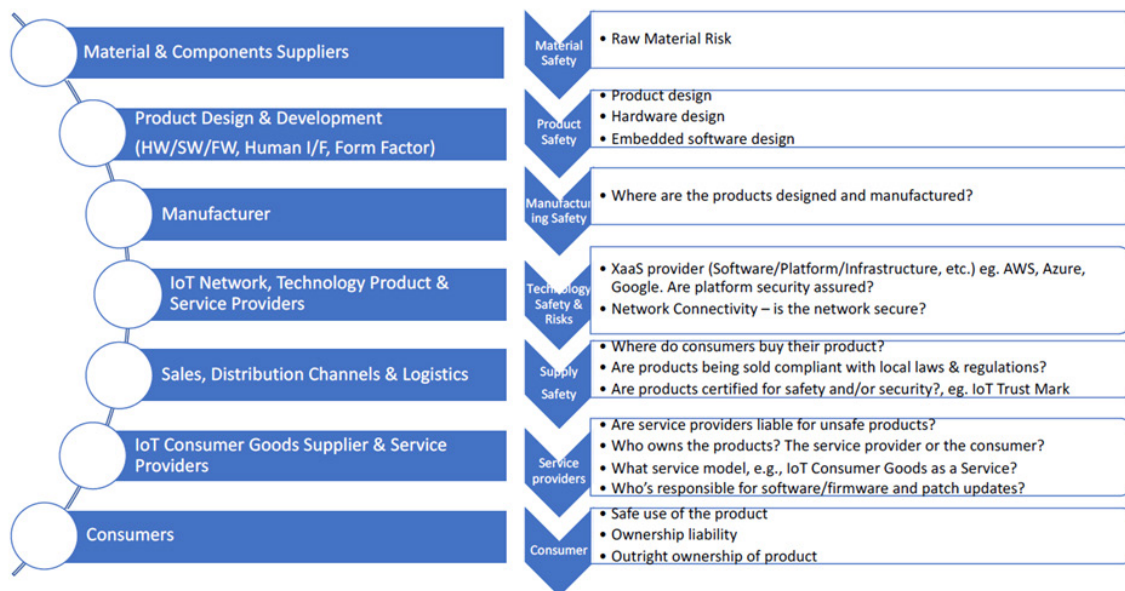 Material & Components Suppliers
Material
Safety
• Raw Material Risk
Product Design & Development
(HW/SW/FW, Human I/F, Form Factor)
Product
Safety
• Product design
• Hardware design
• Embedded software design
Manufacturer
Manufactur
ing Safety
• Where are the products designed and manufactured?
IoT Network, Technology Product &
Service Providers
Technology
Safety &
Risks
• XaaS provider (Software/Platform/Infrastructure, etc.) eg. AWS, Azure,
Google. Are platform security assured?
• Network Connectivity – is the network secure?
Sales, Distribution Channels & Logistics
Supply
Safety
• Where do consumers buy their product?
• Are products being sold compliant with local laws & regulations?
• Are products certified for safety and/or security?, eg. IoT Trust Mark
IoT Consumer Goods Supplier & Service
Providers
Service
providers
• Are service providers liable for unsafe products?
• Who owns the products? The service provider or the consumer?
• What service model, e.g., IoT Consumer Goods as a Service?
• Who's responsible for software/firmware and patch updates?
Consumers
Consumer
• Safe use of the product
• Ownership liability
• Outright ownership of product